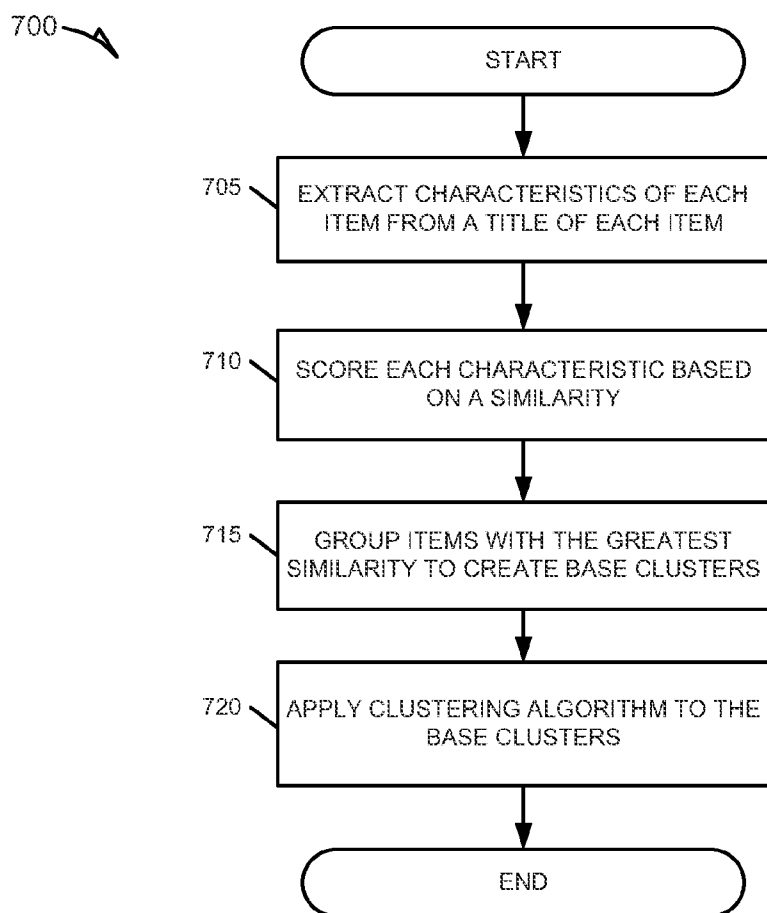 700
START
705
EXTRACT CHARACTERISTICS OF EACH
ITEM FROM A TITLE OF EACH ITEM
710
SCORE EACH CHARACTERISTIC BASED
ON A SIMILARITY
715
GROUP ITEMS WITH THE GREATEST
SIMILARITY TO CREATE BASE CLUSTERS
720
APPLY CLUSTERING ALGORITHM TO THE
BASE CLUSTERS
END